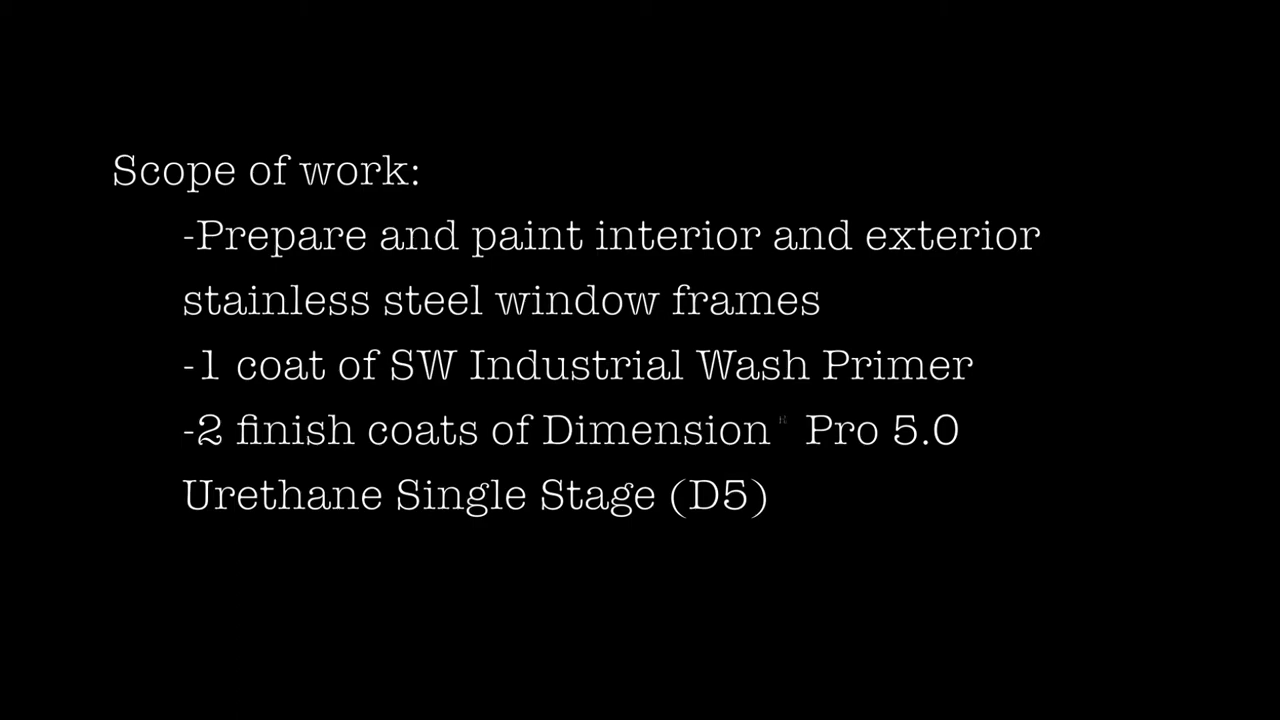 Scope of work:
-Prepare and paint interior and exterior
stainless steel window frames
-1 coat of SW Industrial Wash Primer
-2 finish coats of Dimension Pro 5.0
Urethane Single Stage (D5)